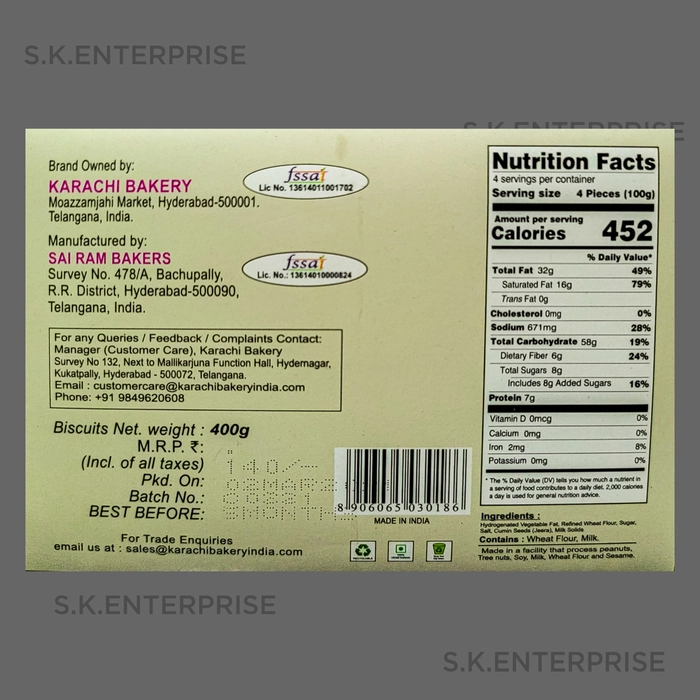 S.K.ENTERPRISE
S.K.ENTERPRISE
Brand Owned by:
KARACHI BAKERY
Moazzamjahi Market, Hyderabad-500001.
Telangana, India.
fssai
Lic No. 13614011001702
Manufactured by:
SAI RAM BAKERS
Survey No. 478/A, Bachupally,
R.R. District, Hyderabad-500090,
Telangana, India.
fssai
Lic. No.: 13614010000824
For any Queries / Feedback / Complaints Contact:
Manager (Customer Care), Karachi Bakery
Survey No 132, Next to Mallikarjuna Function Hall, Hydernagar,
Kukatpally, Hyderabad - 500072, Telangana.
Email : customercare@karachibakeryindia.com
Phone: +91 9849620608
Biscuits Net. weight : 400g
M.R.P. ₹:
(Incl. of all taxes) 140/-
Pkd. On:
Batch No.:
BEST BEFORE:
For Trade Enquiries
email us at : sales@karachibakeryindia.com
8 906065 030186
MADE IN INDIA
Nutrition Facts
4 servings per container
Serving size 4 Pieces (100g)
Amount per serving
Calories 452
% Daily Value*
Total Fat 32g 49%
Saturated Fat 16g 79%
Trans Fat 0g
Cholesterol 0mg 0%
Sodium 671mg 28%
Total Carbohydrate 58g 19%
Dietary Fiber 6g 24%
Total Sugars 8g
Includes 8g Added Sugars 16%
Protein 7g
Vitamin D 0mcg 0%
Calcium 0mg 0%
Iron 2mg 8%
Potassium 0mg 0%
* The % Daily Value (DV) tells you how much a nutrient in
a serving of food contributes to a daily diet. 2,000 calories
a day is used for general nutrition advice.
Ingredients :
Hydrogenated Vegetable Fat, Refined Wheat Flour, Sugar,
Salt, Cumin Seeds (Jeera), Milk Solids
Contains : Wheat Flour, Milk.
Made in a facility that process peanuts,
Tree nuts, Soy, Milk, Wheat Flour and Sesame.
S.K.ENTERPRISE
S.K.ENTERPRISE